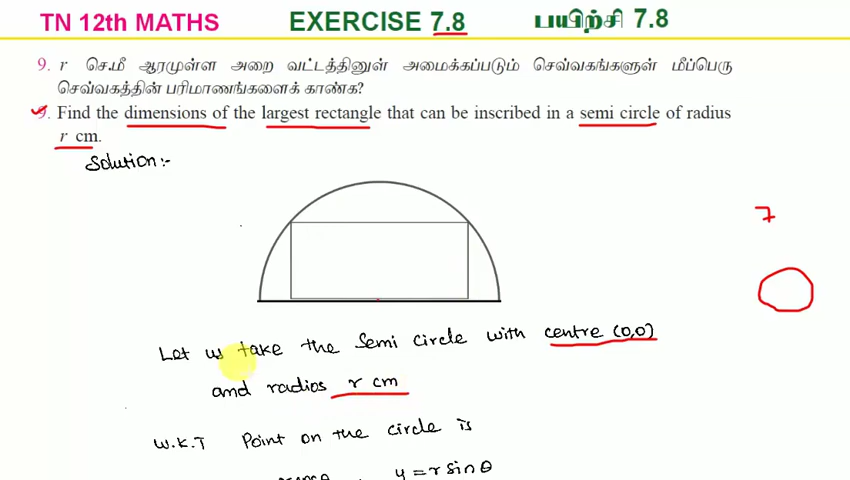 TN 12th MATHS EXERCISE 7.8 பயிற்சி 7.8
9. r செ.மீ ஆரமுள்ள அரை வட்டத்தினுள் அமைக்கப்படும் செவ்வகங்களுள் மீப்பெரு
செவ்வகத்தின் பரிமாணங்களைக் காண்க?
9. Find the dimensions of the largest rectangle that can be inscribed in a semi circle of radius
r cm.
Solution:-
7
Let us take the Semi circle with centre (0,0)
and radios r cm
W.K.T Point on the circle is
y = r sin θ